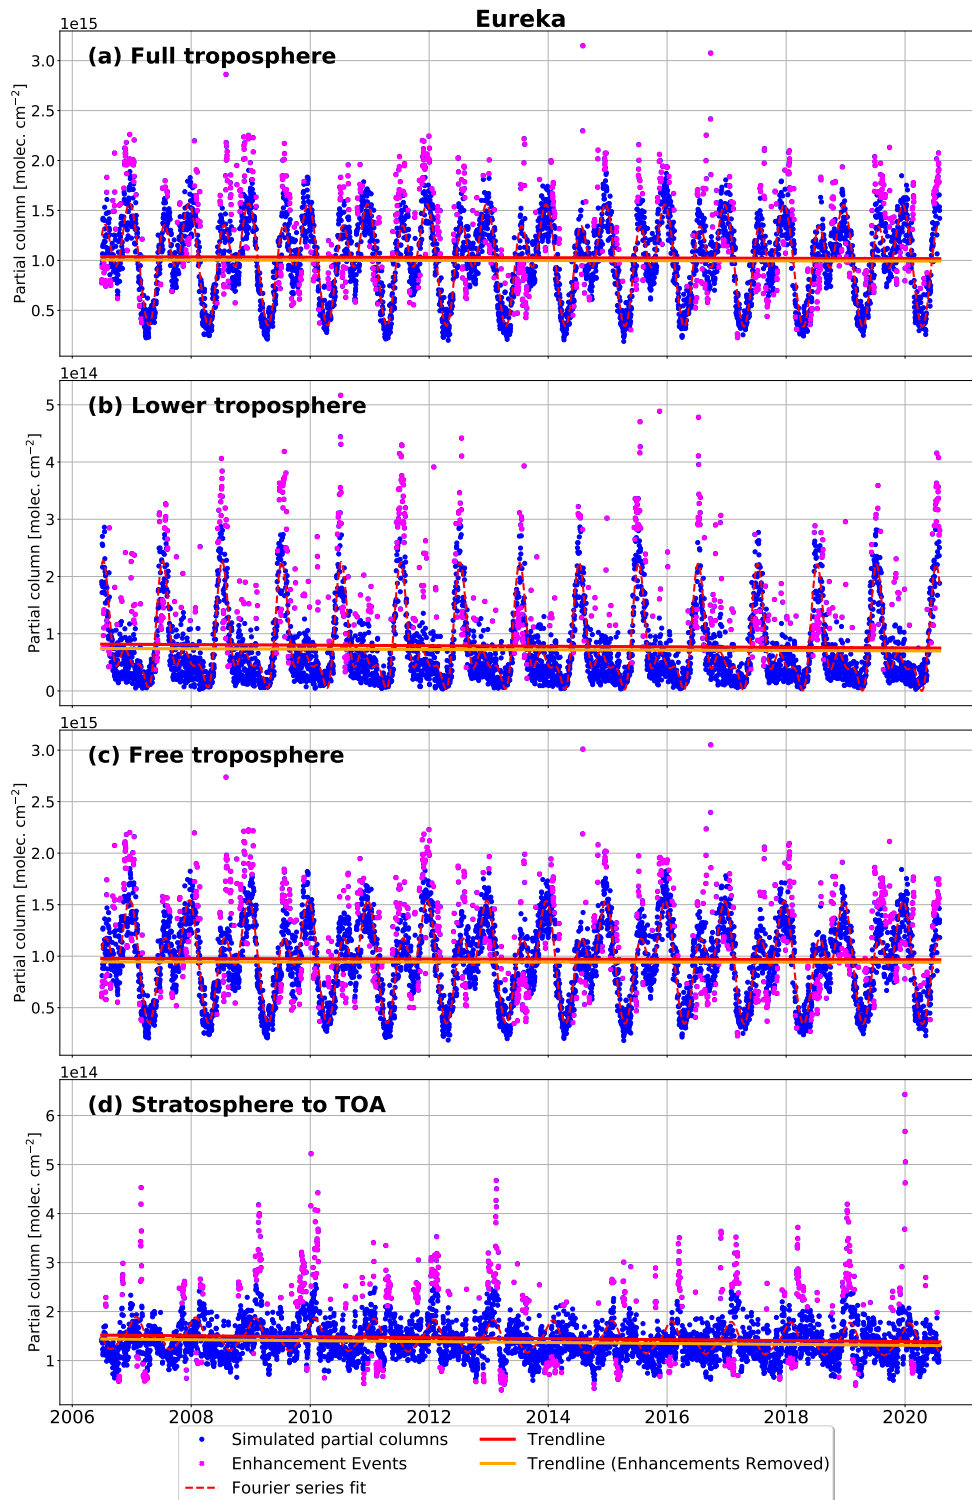 Eureka
1e15
(a) Full troposphere
Partial column [molec. cm−2]
3.0
2.5
2.0
1.5
1.0
0.5
1e14
(b) Lower troposphere
Partial column [molec. cm−2]
5
4
3
2
1
0
1e15
(c) Free troposphere
Partial column [molec. cm−2]
3.0
2.5
2.0
1.5
1.0
0.5
1e14
(d) Stratosphere to TOA
Partial column [molec. cm−2]
6
5
4
3
2
1
2006 2008 2010 2012 2014 2016 2018 2020
Simulated partial columns
Enhancement Events
Fourier series fit
Trendline
Trendline (Enhancements Removed)